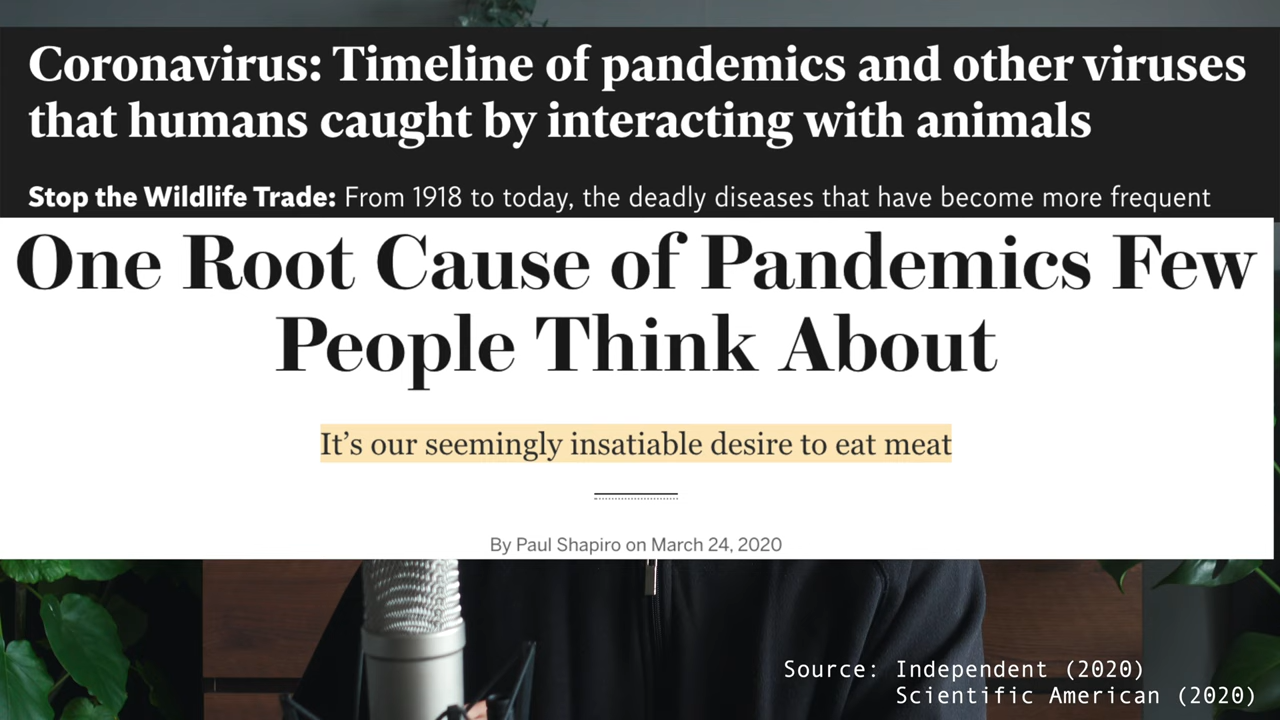 Coronavirus: Timeline of pandemics and other viruses
that humans caught by interacting with animals
Stop the Wildlife Trade: From 1918 to today, the deadly diseases that have become more frequent
One Root Cause of Pandemics Few
People Think About
It’s our seemingly insatiable desire to eat meat
By Paul Shapiro on March 24, 2020
Source: Independent (2020)
Scientific American (2020)